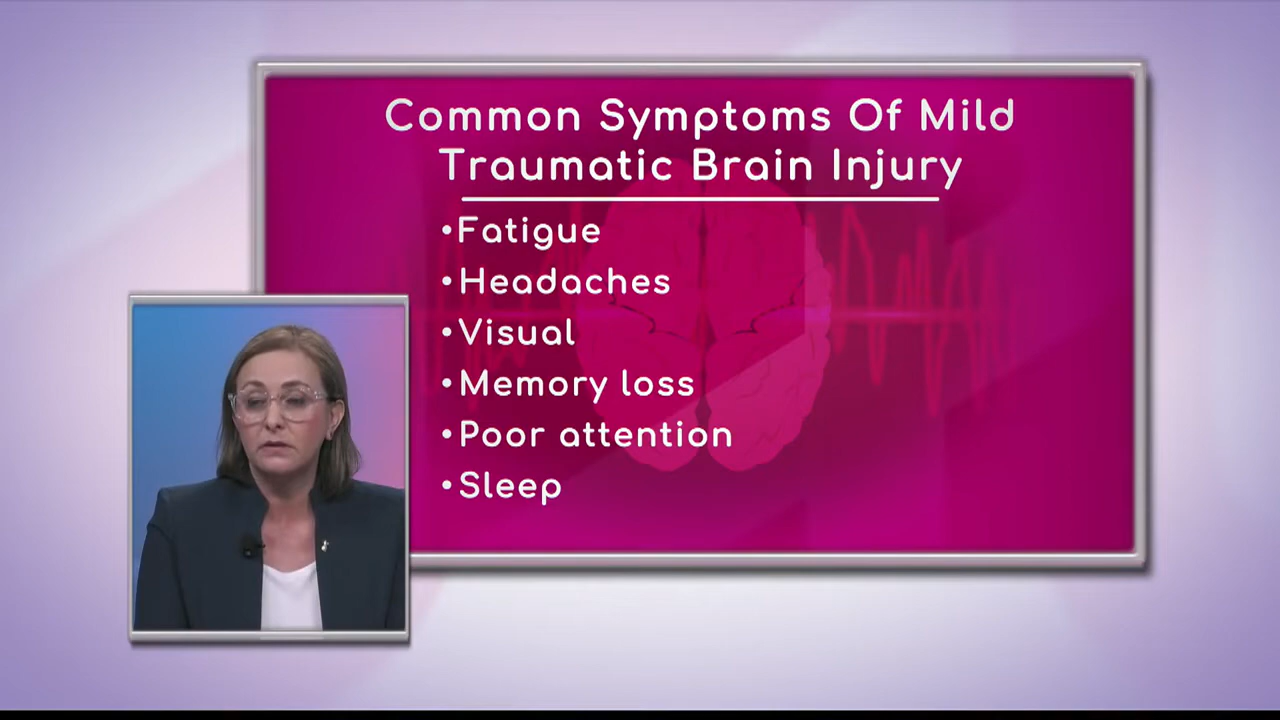 Common Symptoms Of Mild
Traumatic Brain Injury
•Fatigue
•Headaches
•Visual
•Memory loss
•Poor attention
•Sleep